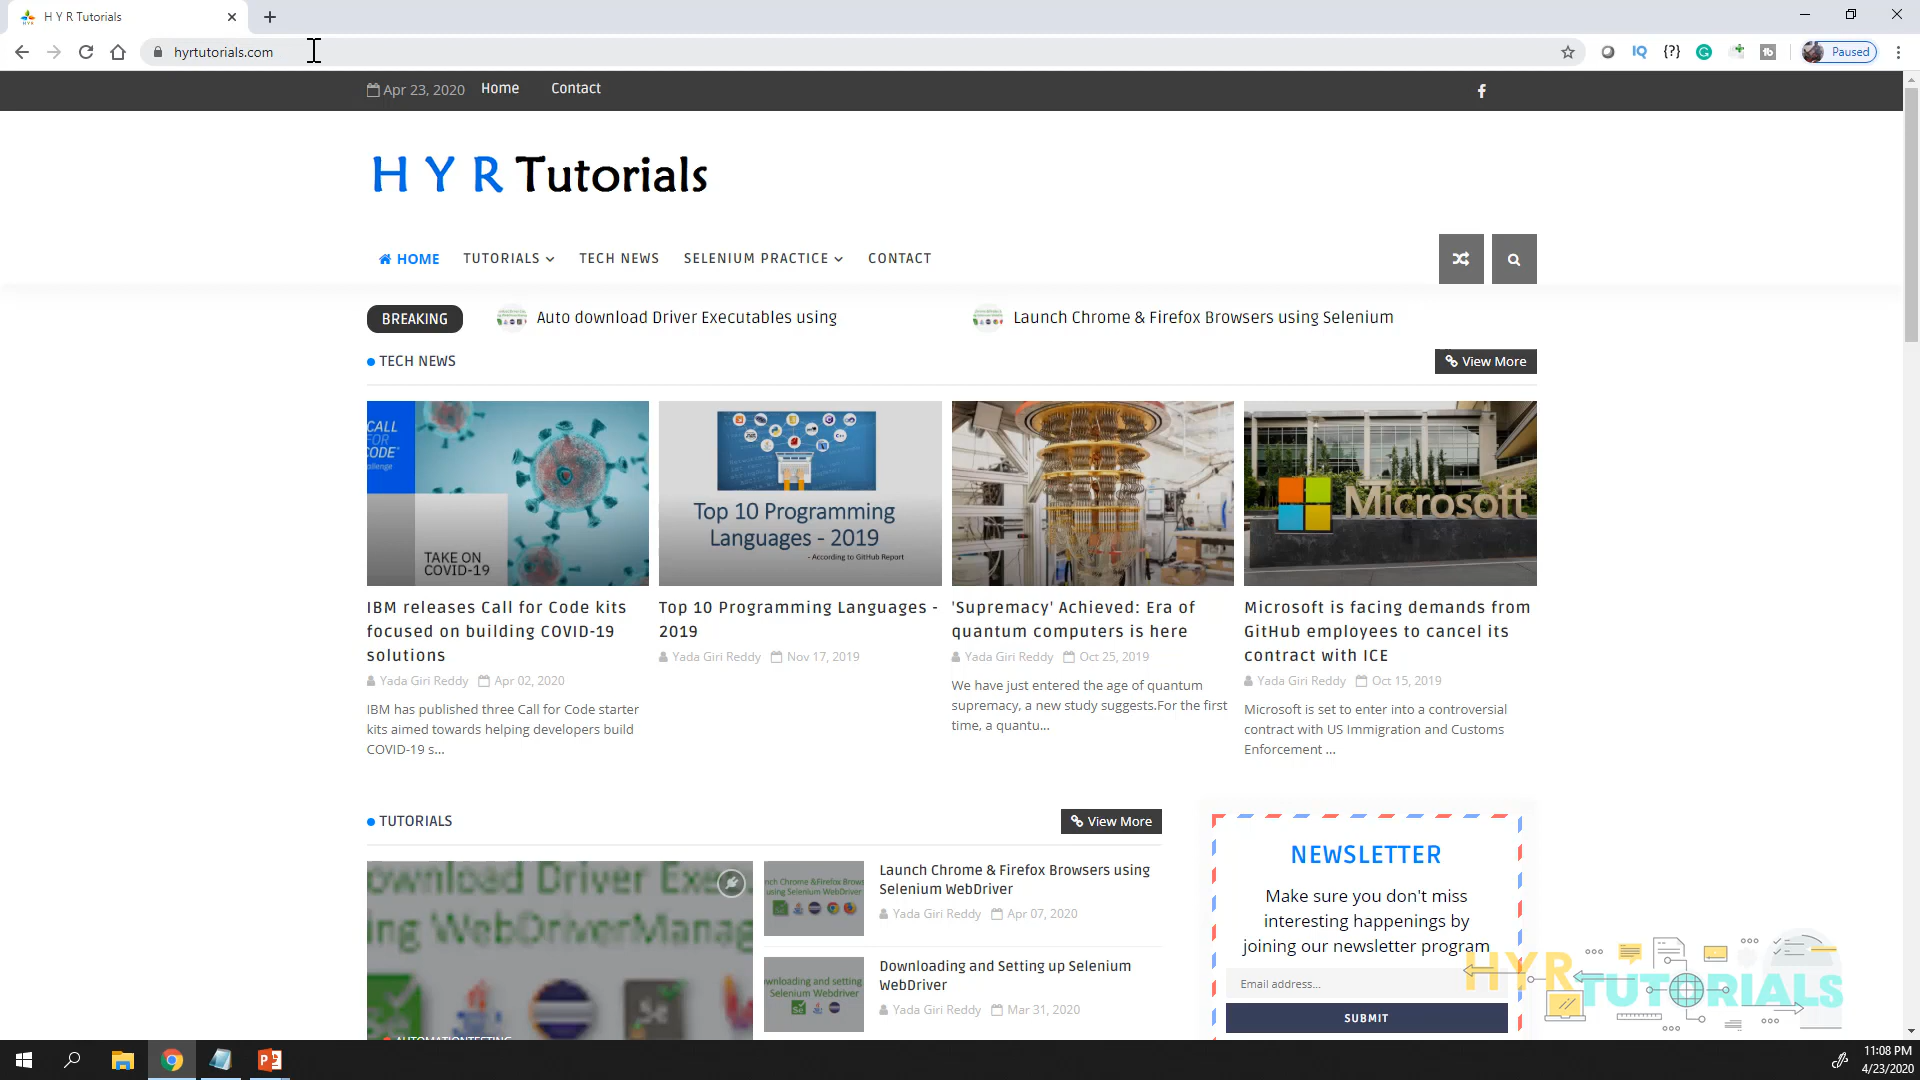 H Y R Tutorials
hyrtutorials.com
Paused
Apr 23, 2020
Home
Contact
H Y R Tutorials
HOME
TUTORIALS
TECH NEWS
SELENIUM PRACTICE
CONTACT
BREAKING
Auto download Driver Executables using
Launch Chrome & Firefox Browsers using Selenium
TECH NEWS
View More
CALL
FOR
CODE
TAKE ON
COVID-19
Top 10 Programming
Languages - 2019
- According to GitHub Report
Microsoft
IBM releases Call for Code kits
focused on building COVID-19
solutions
Yada Giri Reddy Apr 02, 2020
IBM has published three Call for Code starter
kits aimed towards helping developers build
COVID-19 s...
Top 10 Programming Languages -
2019
Yada Giri Reddy Nov 17, 2019
'Supremacy' Achieved: Era of
quantum computers is here
Yada Giri Reddy Oct 25, 2019
We have just entered the age of quantum
supremacy, a new study suggests.For the first
time, a quantu...
Microsoft is facing demands from
GitHub employees to cancel its
contract with ICE
Yada Giri Reddy Oct 15, 2019
Microsoft is set to enter into a controversial
contract with US Immigration and Customs
Enforcement ...
TUTORIALS
View More
Launch Chrome & Firefox Browsers using
Selenium WebDriver
Yada Giri Reddy Apr 07, 2020
Downloading and Setting up Selenium
WebDriver
Yada Giri Reddy Mar 31, 2020
NEWSLETTER
Make sure you don't miss
interesting happenings by
joining our newsletter program
Email address...
SUBMIT
HYR
TUTORIALS
11:08 PM
4/23/2020